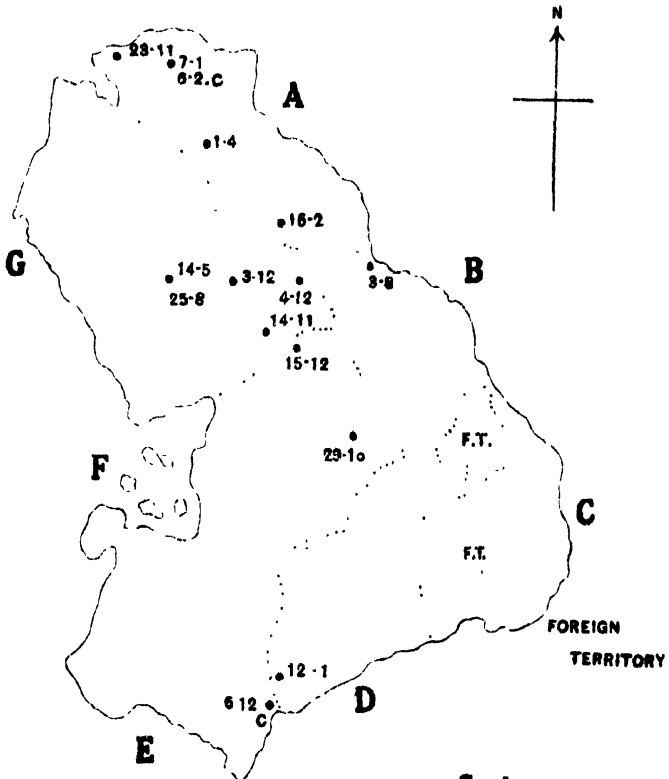 N
23-11
7-1
6-2.C
A
1-4
16-2
G
B
14-5
3-12
4-12
3-8
25-8
14-11
15-12
F.T.
29-10
F
C
F.T.
FOREIGN
TERRITORY
12-1
6 12
C
D
E